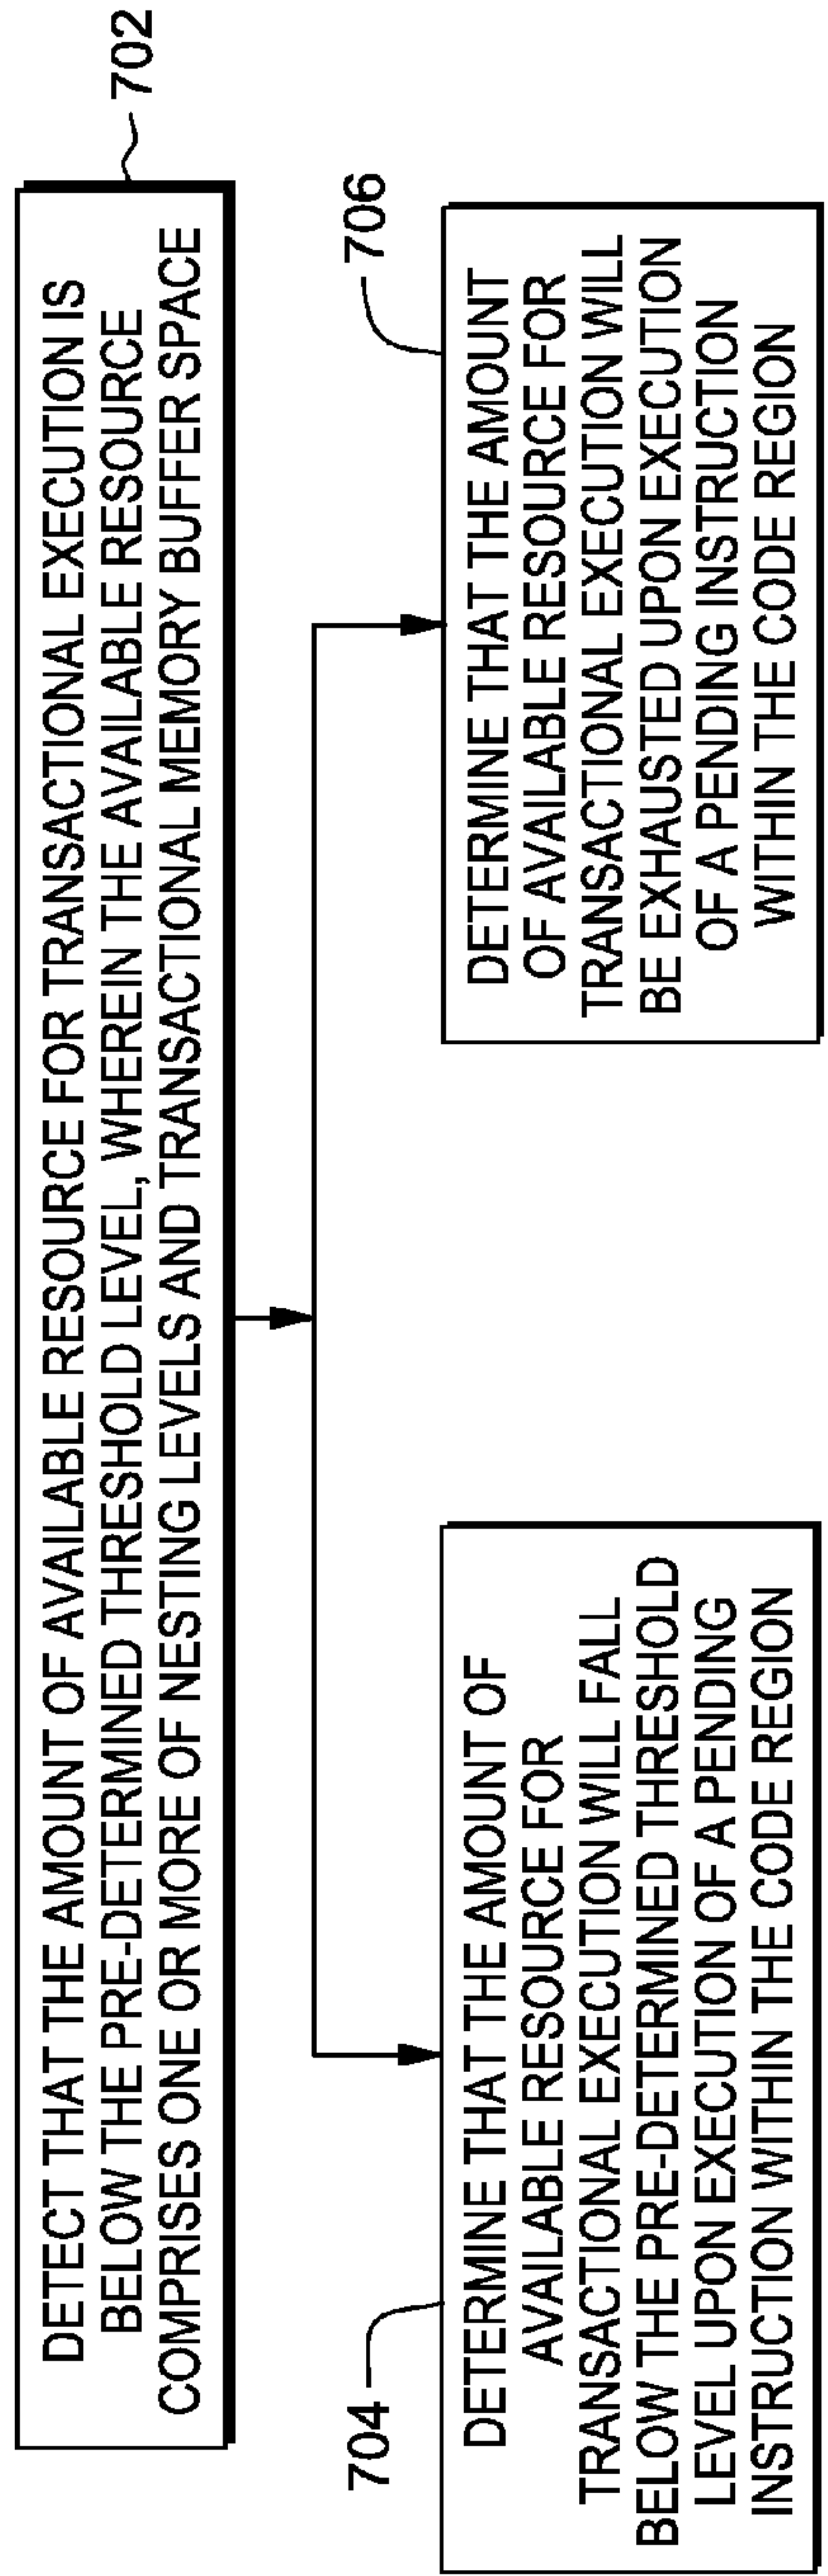 702
DETECT THAT THE AMOUNT OF AVAILABLE RESOURCE FOR TRANSACTIONAL EXECUTION IS
BELOW THE PRE-DETERMINED THRESHOLD LEVEL, WHEREIN THE AVAILABLE RESOURCE
COMPRISES ONE OR MORE OF NESTING LEVELS AND TRANSACTIONAL MEMORY BUFFER SPACE
704
DETERMINE THAT THE AMOUNT OF
AVAILABLE RESOURCE FOR
TRANSACTIONAL EXECUTION WILL FALL
BELOW THE PRE-DETERMINED THRESHOLD
LEVEL UPON EXECUTION OF A PENDING
INSTRUCTION WITHIN THE CODE REGION
706
DETERMINE THAT THE AMOUNT
OF AVAILABLE RESOURCE FOR
TRANSACTIONAL EXECUTION WILL
BE EXHAUSTED UPON EXECUTION
OF A PENDING INSTRUCTION
WITHIN THE CODE REGION